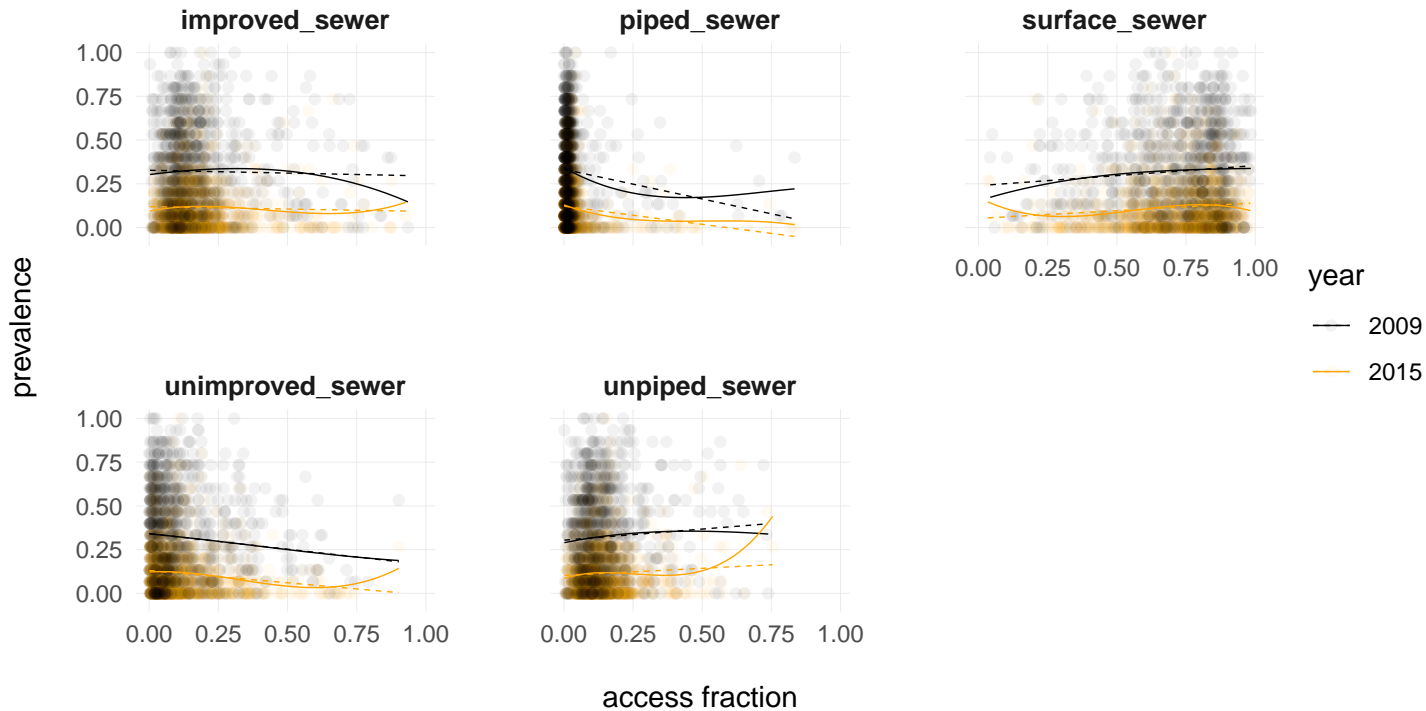 improved_sewer piped_sewer surface_sewer
1.00
0.75
0.50
0.25
0.00
0.00 0.25 0.50 0.75 1.00
year
2009
2015
prevalence
unimproved_sewer unpiped_sewer
1.00
0.75
0.50
0.25
0.00
0.00 0.25 0.50 0.75 1.00 0.00 0.25 0.50 0.75 1.00
access fraction